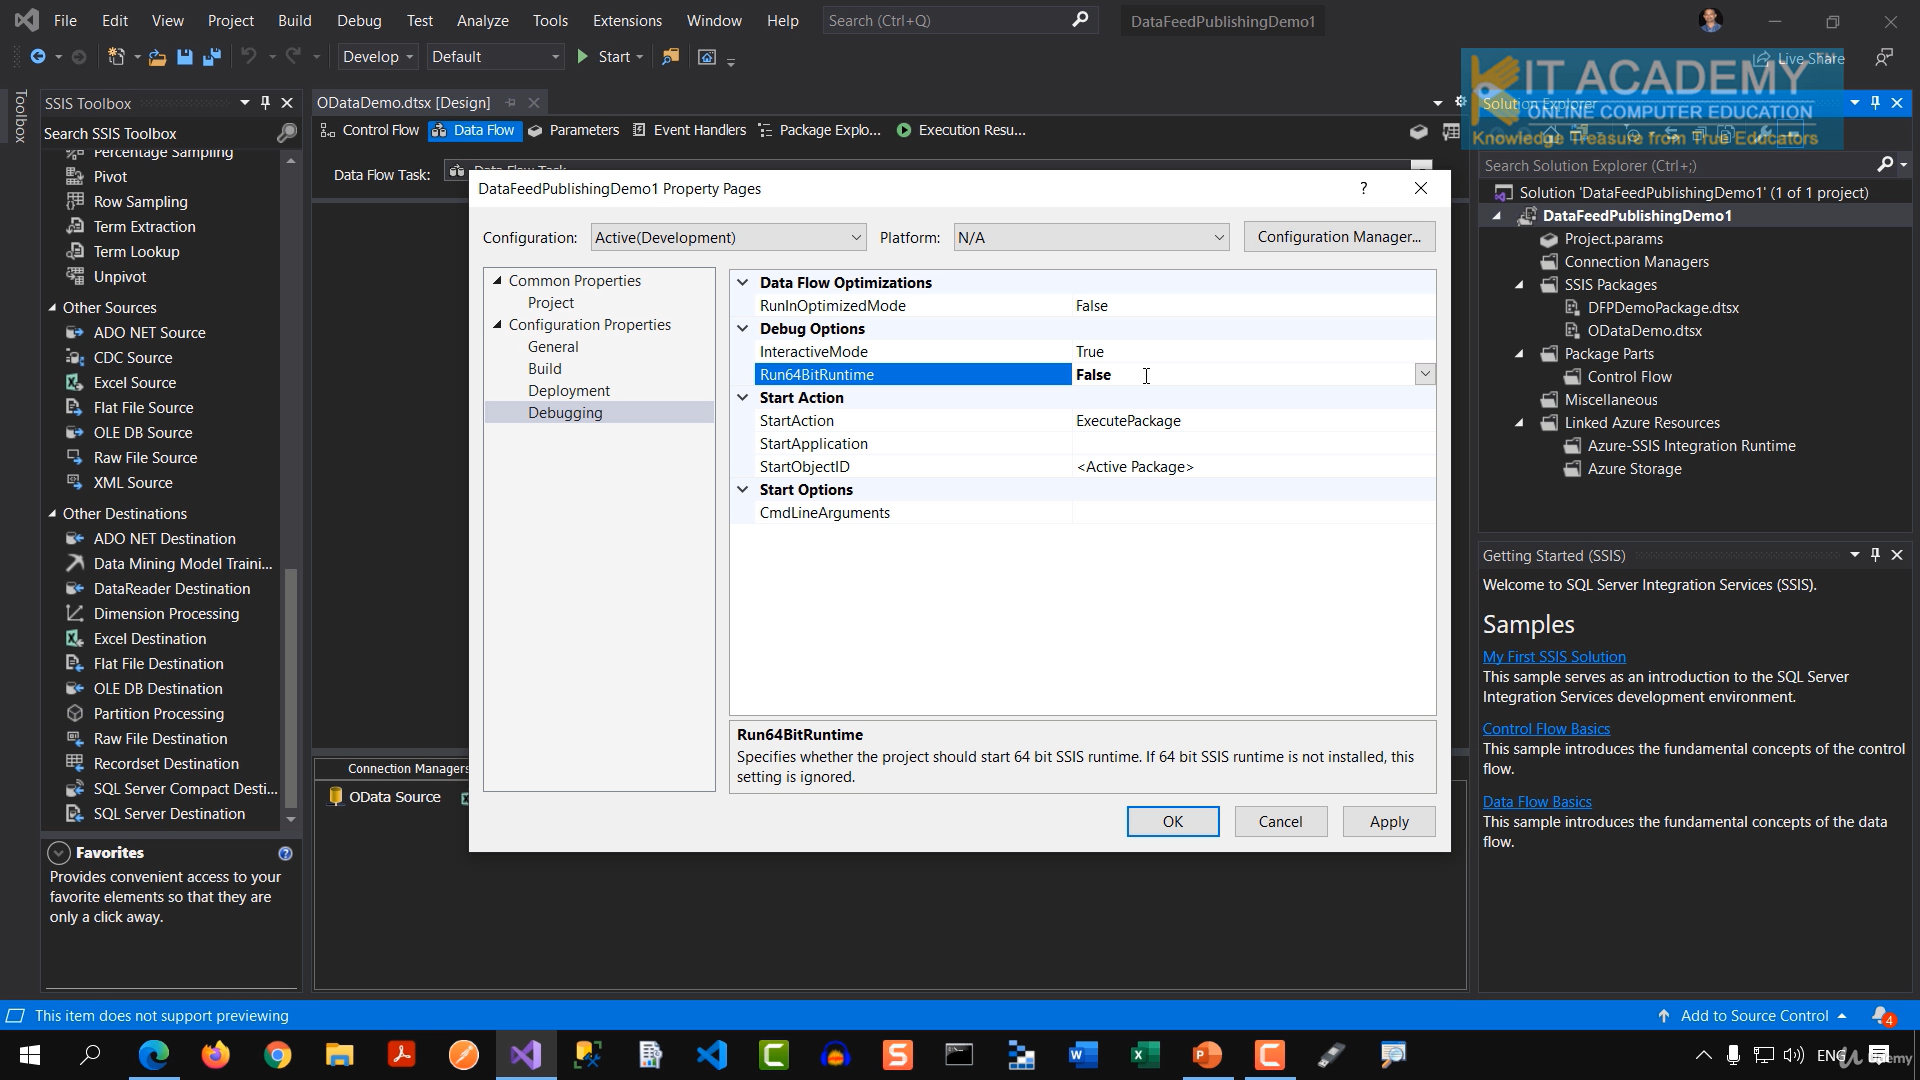 File Edit View Project Build Debug Test Analyze Tools Extensions Window Help Search (Ctrl+Q) DataFeedPublishingDemo1
Develop Default Start Live Share
IT ACADEMY
ONLINE COMPUTER EDUCATION
Knowledge Treasure from True Educators
Toolbox
SSIS Toolbox
Search SSIS Toolbox
Percentage Sampling
Pivot
Row Sampling
Term Extraction
Term Lookup
Unpivot
Other Sources
ADO NET Source
CDC Source
Excel Source
Flat File Source
OLE DB Source
Raw File Source
XML Source
Other Destinations
ADO NET Destination
Data Mining Model Traini...
DataReader Destination
Dimension Processing
Excel Destination
Flat File Destination
OLE DB Destination
Partition Processing
Raw File Destination
Recordset Destination
SQL Server Compact Desti...
SQL Server Destination
Favorites
Provides convenient access to your
favorite elements so that they are
only a click away.
ODataDemo.dtsx [Design]
Control Flow Data Flow Parameters Event Handlers Package Explo... Execution Resu...
Data Flow Task: Data Flow Task
DataFeedPublishingDemo1 Property Pages ?
Configuration: Active(Development) Platform: N/A Configuration Manager...
Common Properties
Project
Configuration Properties
General
Build
Deployment
Debugging
Data Flow Optimizations
RunInOptimizedMode False
Debug Options
InteractiveMode True
Run64BitRuntime False
Start Action
StartAction ExecutePackage
StartApplication
StartObjectID <Active Package>
Start Options
CmdLineArguments
Run64BitRuntime
Specifies whether the project should start 64 bit SSIS runtime. If 64 bit SSIS runtime is not installed, this
setting is ignored.
OK Cancel Apply
Connection Managers
OData Source
Solution Explorer
Search Solution Explorer (Ctrl+;)
Solution 'DataFeedPublishingDemo1' (1 of 1 project)
DataFeedPublishingDemo1
Project.params
Connection Managers
SSIS Packages
DFPDemoPackage.dtsx
ODataDemo.dtsx
Package Parts
Control Flow
Miscellaneous
Linked Azure Resources
Azure-SSIS Integration Runtime
Azure Storage
Getting Started (SSIS)
Welcome to SQL Server Integration Services (SSIS).
Samples
My First SSIS Solution
This sample serves as an introduction to the SQL Server
Integration Services development environment.
Control Flow Basics
This sample introduces the fundamental concepts of the control
flow.
Data Flow Basics
This sample introduces the fundamental concepts of the data
flow.
This item does not support previewing Add to Source Control 4
ENG Udemy